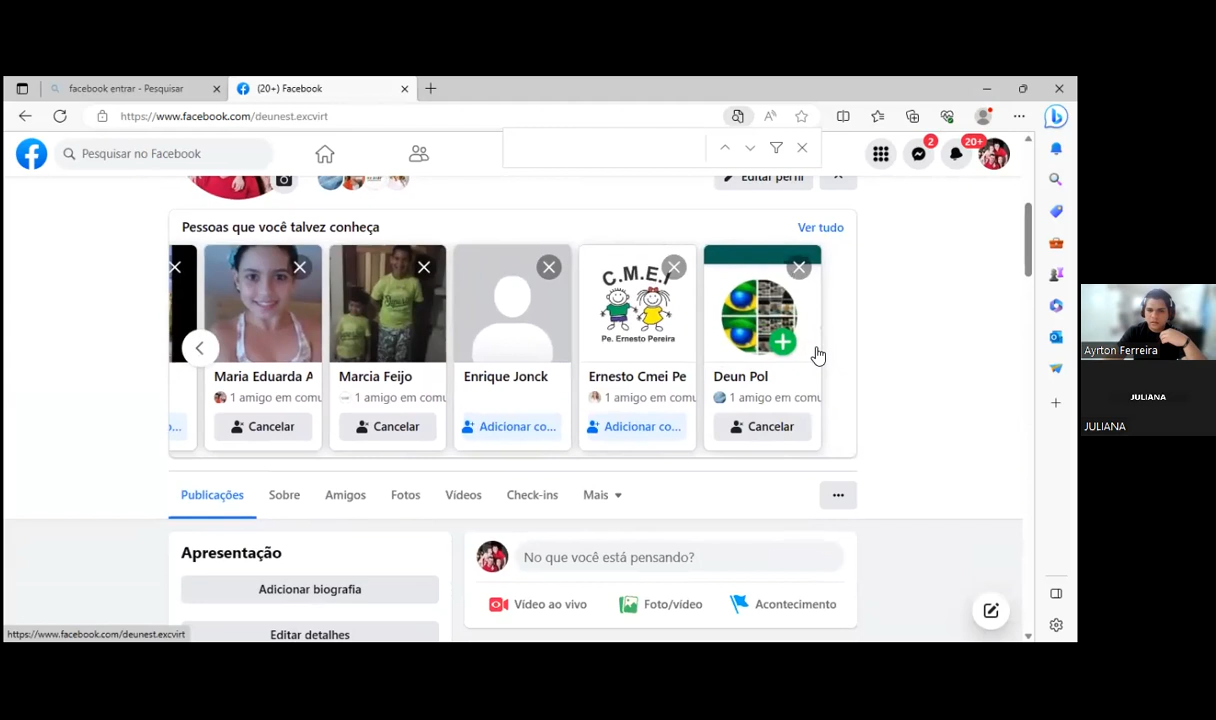 facebook entrar - Pesquisar
(20+) Facebook
https://www.facebook.com/deunest.excvirt
Pesquisar no Facebook
2
20+
Editar perfil
Pessoas que você talvez conheça
Ver tudo
C.M.E.I
Pe. Ernesto Pereira
Maria Eduarda A
Marcia Feijo
Enrique Jonck
Ernesto Cmei Pe
Deun Pol
1 amigo em comu
1 amigo em comu
1 amigo em comu
1 amigo em comu
o...
Cancelar
Cancelar
Adicionar co...
Adicionar co...
Cancelar
Publicações
Sobre
Amigos
Fotos
Vídeos
Check-ins
Mais
Apresentação
Adicionar biografia
Editar detalhes
No que você está pensando?
Vídeo ao vivo
Foto/vídeo
Acontecimento
https://www.facebook.com/deunest.excvirt
Ayrton Ferreira
JULIANA
JULIANA